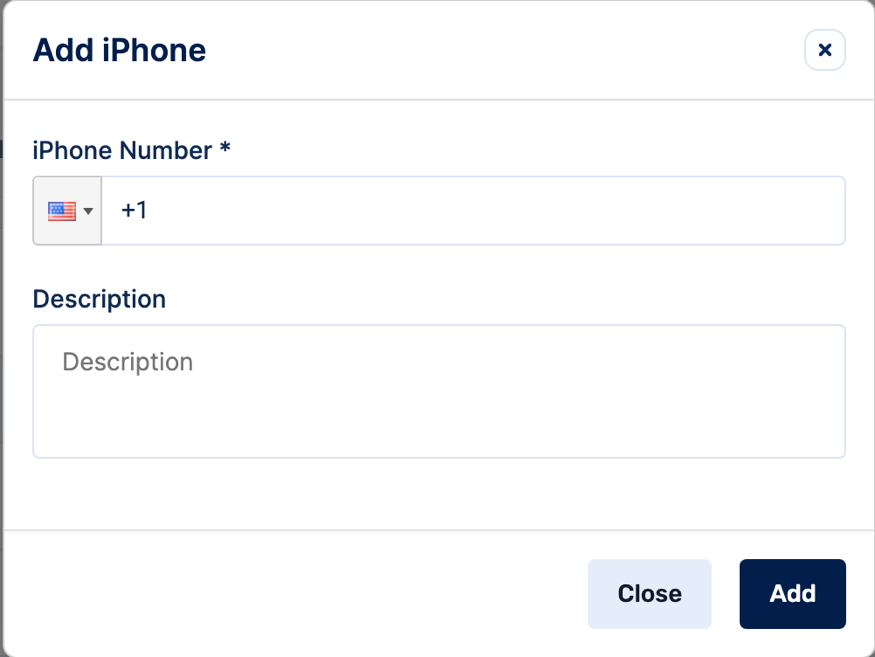 Add iPhone
iPhone Number *
+1
Description
Description
Close
Add